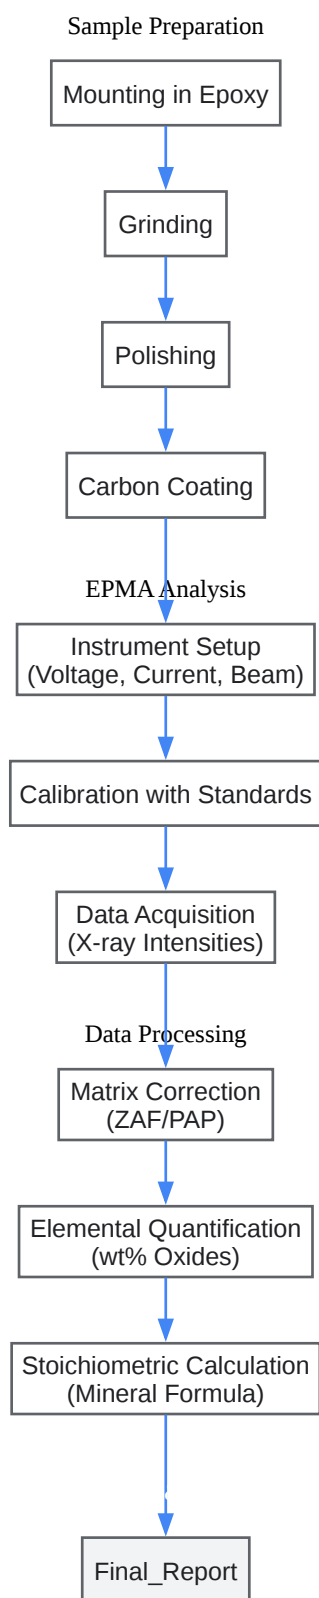 Sample Preparation
Mounting in Epoxy
Grinding
Polishing
Carbon Coating
EPMA Analysis
Instrument Setup
(Voltage, Current, Beam)
Calibration with Standards
Data Acquisition
(X-ray Intensities)
Data Processing
Matrix Correction
(ZAF/PAP)
Elemental Quantification
(wt% Oxides)
Stoichiometric Calculation
(Mineral Formula)
Final_Report